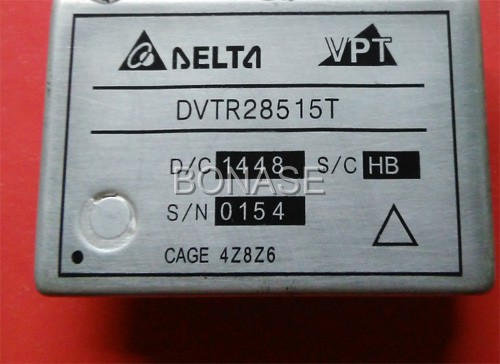 DELTA VPT
DVTR28515T
D/C 1448 S/C HB
BONASE
S/N 0154
CAGE 4Z8Z6